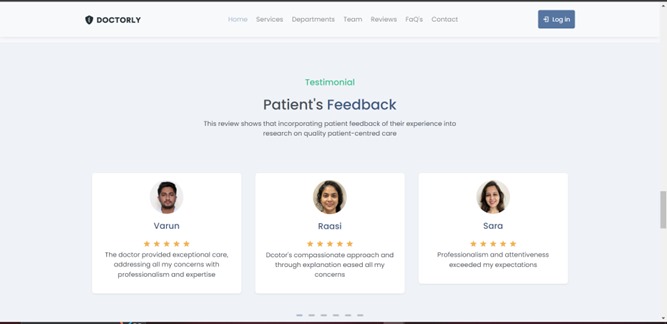 DOCTORLY
Home Services Departments Team Reviews FaQ's Contact
Log in
Testimonial
Patient's Feedback
This review shows that incorporating patient feedback of their experience into
research on quality patient-centred care
Varun
The doctor provided exceptional care,
addressing all my concerns with
professionalism and expertise
Raasi
Dcotor's compassionate approach and
through explanation eased all my
concerns
Sara
Professionalism and attentiveness
exceeded my expectations